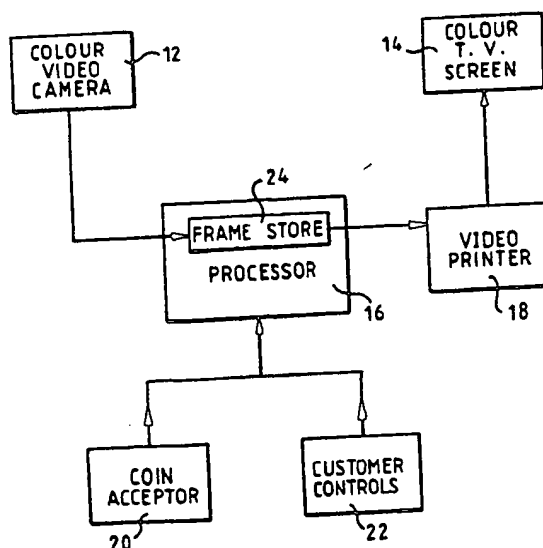 COLOUR
VIDEO
CAMERA
12
14
COLOUR
T. V.
SCREEN
24
FRAME STORE
PROCESSOR
16
VIDEO
PRINTER
18
COIN
ACCEPTOR
20
CUSTOMER
CONTROLS
22